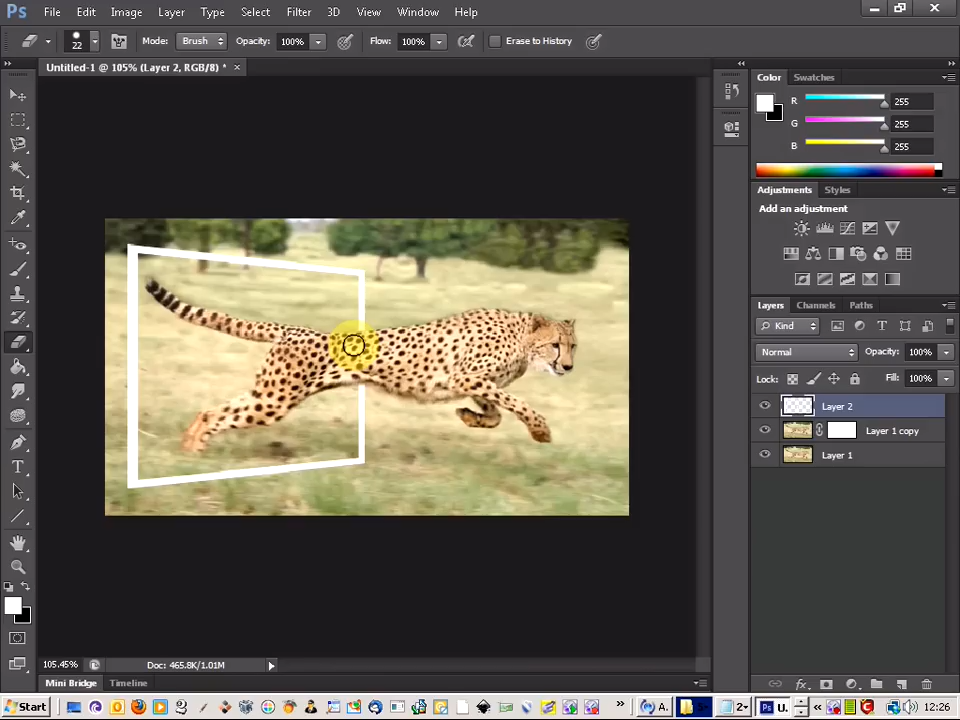 Ps File Edit Image Layer Type Select Filter 3D View Window Help
22 Mode: Brush Opacity: 100% Flow: 100% Erase to History
Untitled-1 @ 105% (Layer 2, RGB/8) * ×
Color Swatches
R 255
G 255
B 255
Adjustments Styles
Add an adjustment
Layers Channels Paths
Kind
Normal Opacity: 100%
Lock: Fill: 100%
Layer 2
Layer 1 copy
Layer 1
105.45% Doc: 465.8K/1.01M
Mini Bridge Timeline
Start A. 3 2 U. 12:26